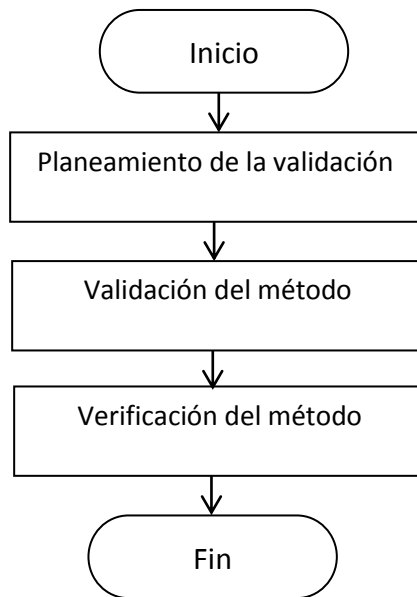 Inicio
Planeamiento de la validación
Validación del método
Verificación del método
Fin